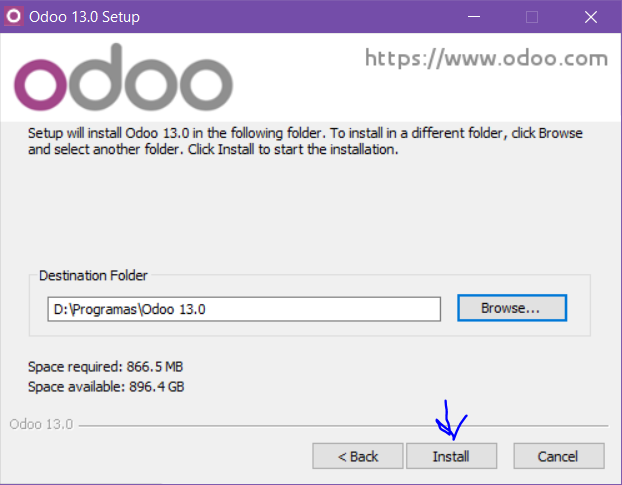 Odoo 13.0 Setup
odoo
https://www.odoo.com
Setup will install Odoo 13.0 in the following folder. To install in a different folder, click Browse
and select another folder. Click Install to start the installation.
Destination Folder
D:\Programas\Odoo 13.0
Browse...
Space required: 866.5 MB
Space available: 896.4 GB
Odoo 13.0
< Back
Install
Cancel